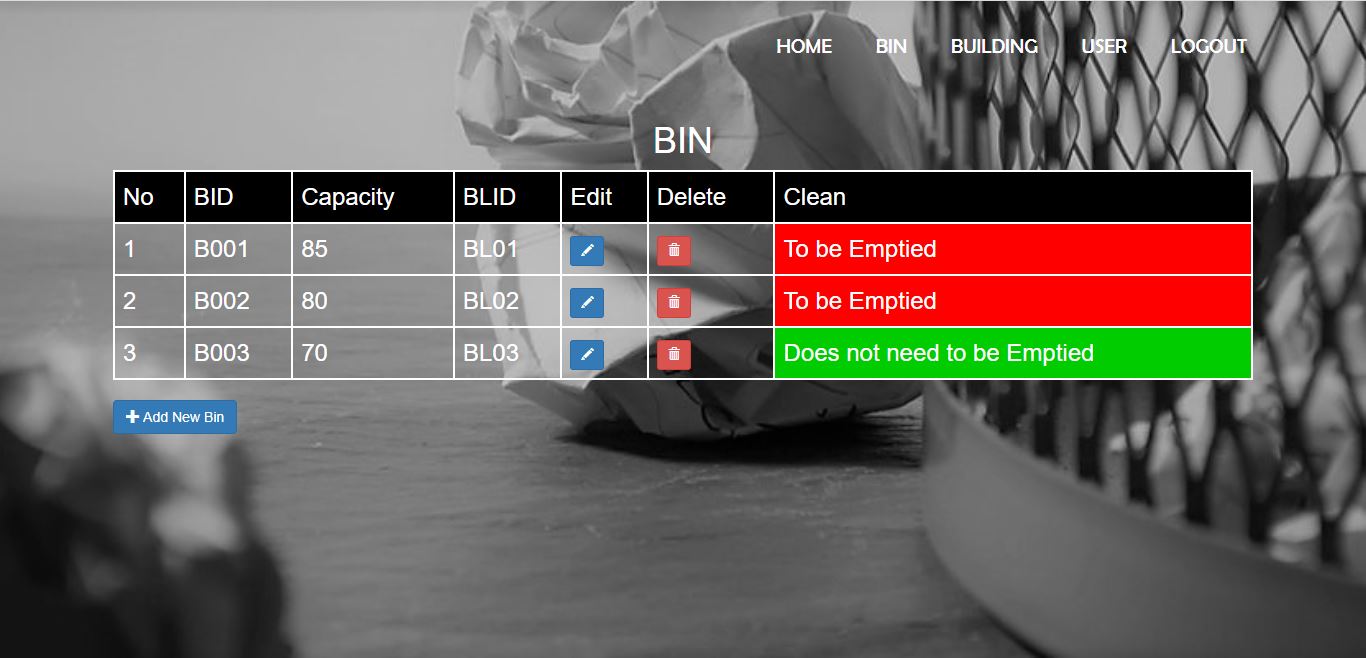 HOME BIN BUILDING USER LOGOUT
BIN
No BID Capacity BLID Edit Delete Clean
1 B001 85 BL01 To be Emptied
2 B002 80 BL02 To be Emptied
3 B003 70 BL03 Does not need to be Emptied
Add New Bin